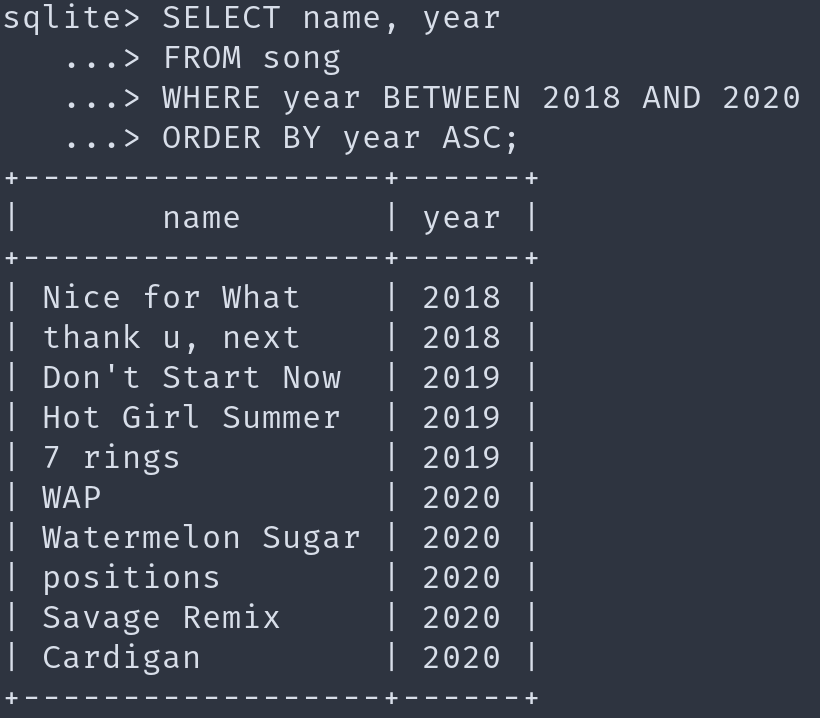 sqlite> SELECT name, year
   ...> FROM song
   ...> WHERE year BETWEEN 2018 AND 2020
   ...> ORDER BY year ASC;
+------------------+------+
|       name       | year |
+------------------+------+
| Nice for What    | 2018 |
| thank u, next    | 2018 |
| Don't Start Now  | 2019 |
| Hot Girl Summer  | 2019 |
| 7 rings          | 2019 |
| WAP              | 2020 |
| Watermelon Sugar | 2020 |
| positions        | 2020 |
| Savage Remix     | 2020 |
| Cardigan         | 2020 |
+------------------+------+